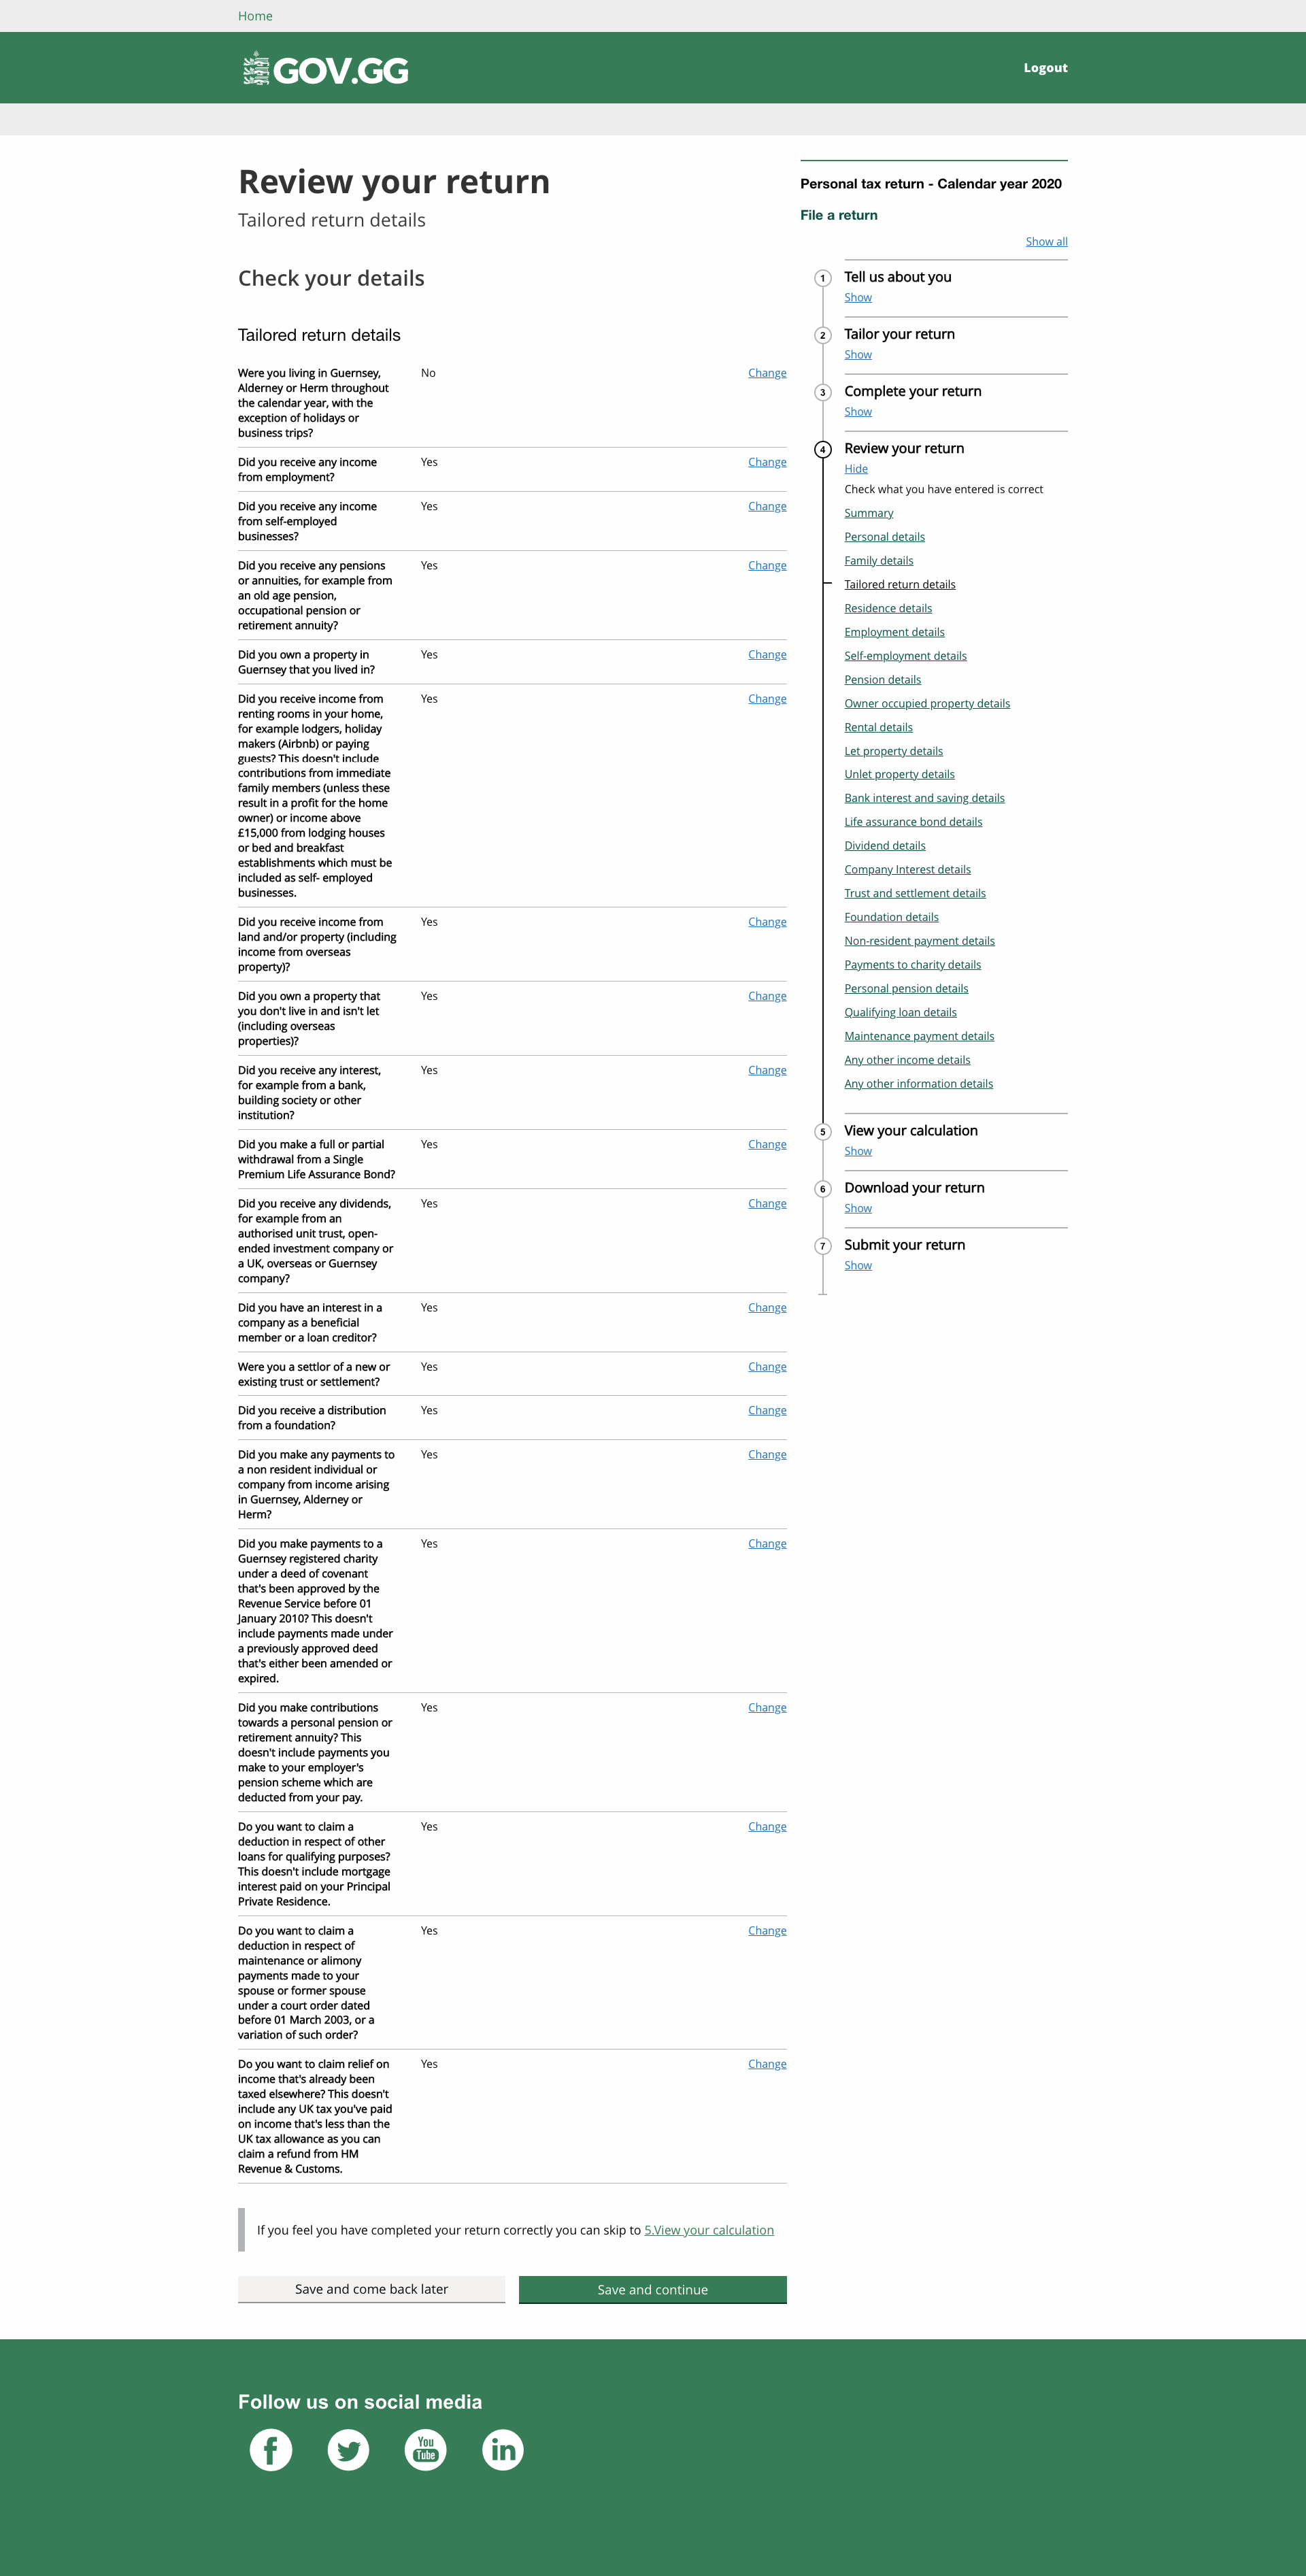 Home
GOV.GG
Logout
Review your return
Tailored return details
Check your details
Tailored return details
Were you living in Guernsey,
Alderney or Herm throughout
the calendar year, with the
exception of holidays or
business trips?
No
Change
Did you receive any income
from employment?
Yes
Change
Did you receive any income
from self-employed
businesses?
Yes
Change
Did you receive any pensions
or annuities, for example from
an old age pension,
occupational pension or
retirement annuity?
Yes
Change
Did you own a property in
Guernsey that you lived in?
Yes
Change
Did you receive income from
renting rooms in your home,
for example lodgers, holiday
makers (Airbnb) or paying
guests? This doesn't include
contributions from immediate
family members (unless these
result in a profit for the home
owner) or income above
£15,000 from lodging houses
or bed and breakfast
establishments which must be
included as self- employed
businesses.
Yes
Change
Did you receive income from
land and/or property (including
income from overseas
property)?
Yes
Change
Did you own a property that
you don't live in and isn't let
(including overseas
properties)?
Yes
Change
Did you receive any interest,
for example from a bank,
building society or other
institution?
Yes
Change
Did you make a full or partial
withdrawal from a Single
Premium Life Assurance Bond?
Yes
Change
Did you receive any dividends,
for example from an
authorised unit trust, open-
ended investment company or
a UK, overseas or Guernsey
company?
Yes
Change
Did you have an interest in a
company as a beneficial
member or a loan creditor?
Yes
Change
Were you a settlor of a new or
existing trust or settlement?
Yes
Change
Did you receive a distribution
from a foundation?
Yes
Change
Did you make any payments to
a non resident individual or
company from income arising
in Guernsey, Alderney or
Herm?
Yes
Change
Did you make payments to a
Guernsey registered charity
under a deed of covenant
that's been approved by the
Revenue Service before 01
January 2010? This doesn't
include payments made under
a previously approved deed
that's either been amended or
expired.
Yes
Change
Did you make contributions
towards a personal pension or
retirement annuity? This
doesn't include payments you
make to your employer's
pension scheme which are
deducted from your pay.
Yes
Change
Do you want to claim a
deduction in respect of other
loans for qualifying purposes?
This doesn't include mortgage
interest paid on your Principal
Private Residence.
Yes
Change
Do you want to claim a
deduction in respect of
maintenance or alimony
payments made to your
spouse or former spouse
under a court order dated
before 01 March 2003, or a
variation of such order?
Yes
Change
Do you want to claim relief on
income that's already been
taxed elsewhere? This doesn't
include any UK tax you've paid
on income that's less than the
UK tax allowance as you can
claim a refund from HM
Revenue & Customs.
Yes
Change
If you feel you have completed your return correctly you can skip to 5.View your calculation
Save and come back later
Save and continue
Personal tax return - Calendar year 2020
File a return
Show all
1
Tell us about you
Show
2
Tailor your return
Show
3
Complete your return
Show
4
Review your return
Hide
Check what you have entered is correct
Summary
Personal details
Family details
Tailored return details
Residence details
Employment details
Self-employment details
Pension details
Owner occupied property details
Rental details
Let property details
Unlet property details
Bank interest and saving details
Life assurance bond details
Dividend details
Company Interest details
Trust and settlement details
Foundation details
Non-resident payment details
Payments to charity details
Personal pension details
Qualifying loan details
Maintenance payment details
Any other income details
Any other information details
5
View your calculation
Show
6
Download your return
Show
7
Submit your return
Show
Follow us on social media
You
Tube
in